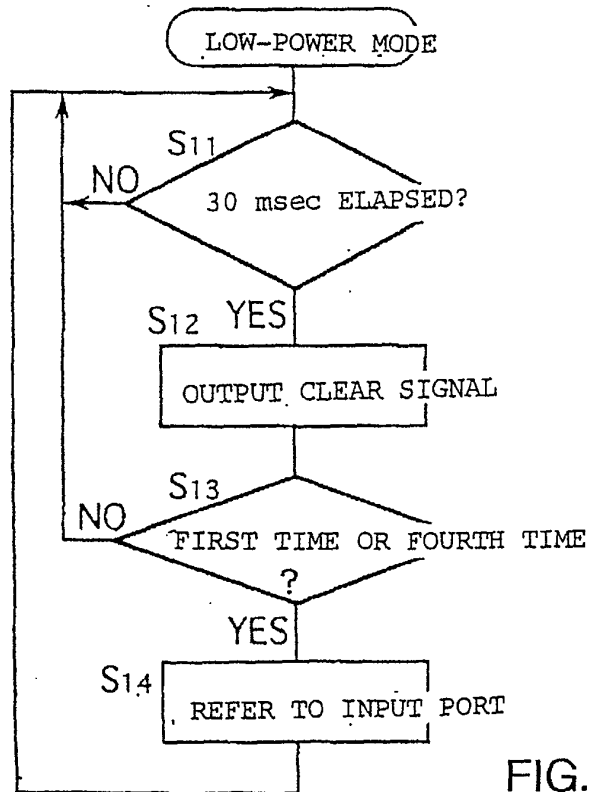 LOW-POWER MODE
S11
NO
30 msec ELAPSED?
S12 YES
OUTPUT CLEAR SIGNAL
S13
NO
FIRST TIME OR FOURTH TIME
?
YES
S14
REFER TO INPUT PORT
FIG.